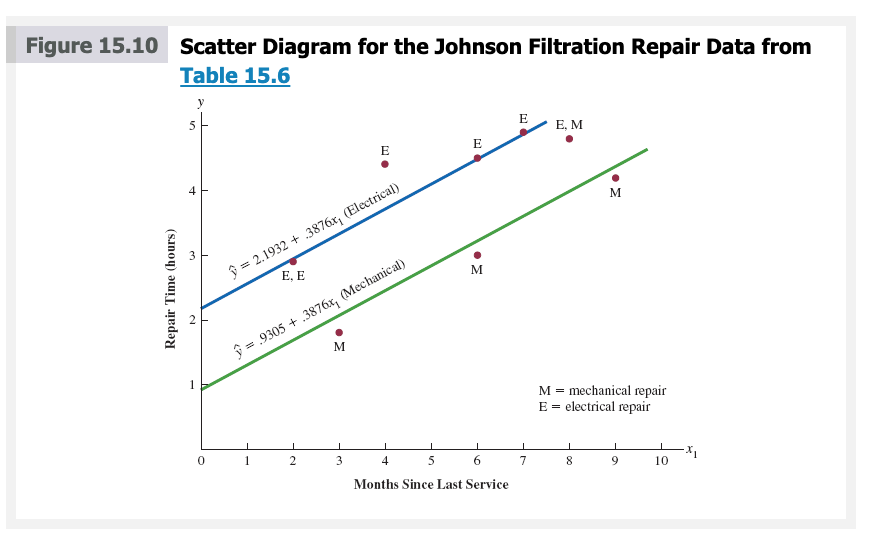 Figure 15.10 Scatter Diagram for the Johnson Filtration Repair Data from
Table 15.6
y
5
4
3
2
1
Repair Time (hours)
E
E
E
E, M
M
ŷ = 2.1932 + .3876x₁ (Electrical)
E, E
M
ŷ = .9305 + .3876x₁ (Mechanical)
M
M = mechanical repair
E = electrical repair
0 1 2 3 4 5 6 7 8 9 10 x₁
Months Since Last Service